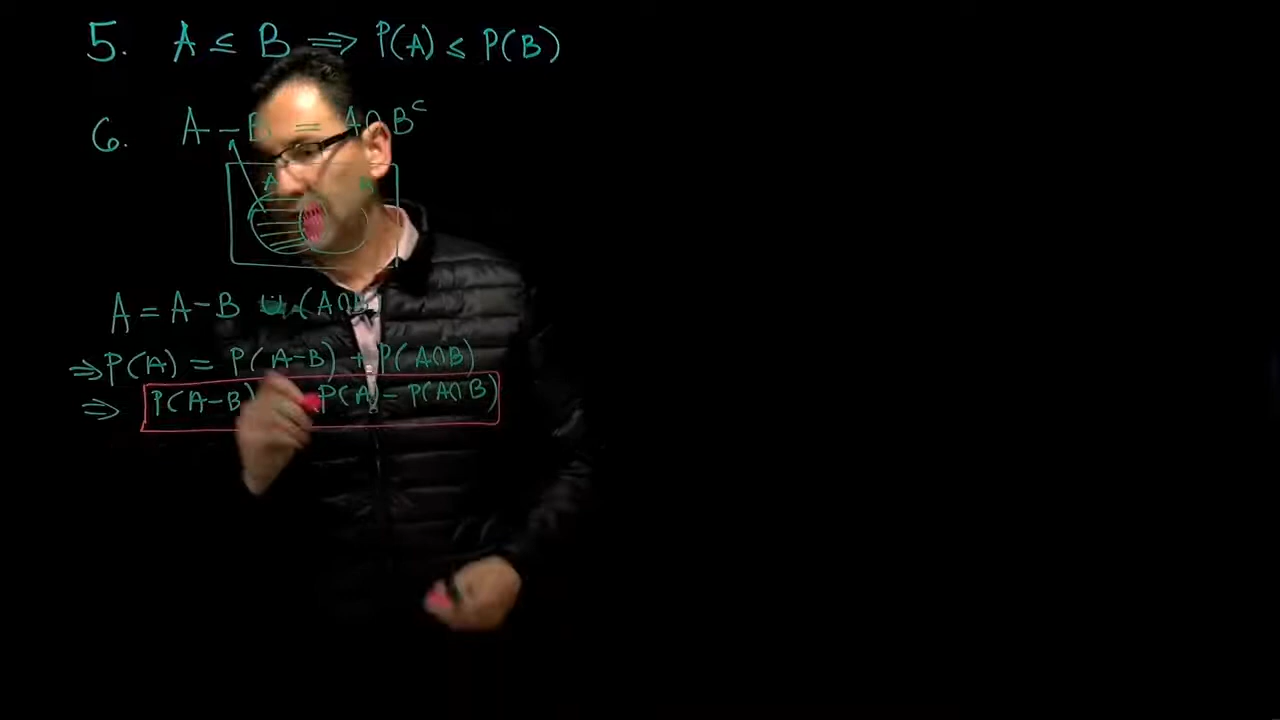 5. A ≤ B ⟹ P(A) ≤ P(B)
6. A − B = A∩B^c
A
A = A−B ∪ (A∩B)
⇒ P(A) = P(A−B) + P(A∩B)
⇒ P(A−B) P(A) − P(A∩B)